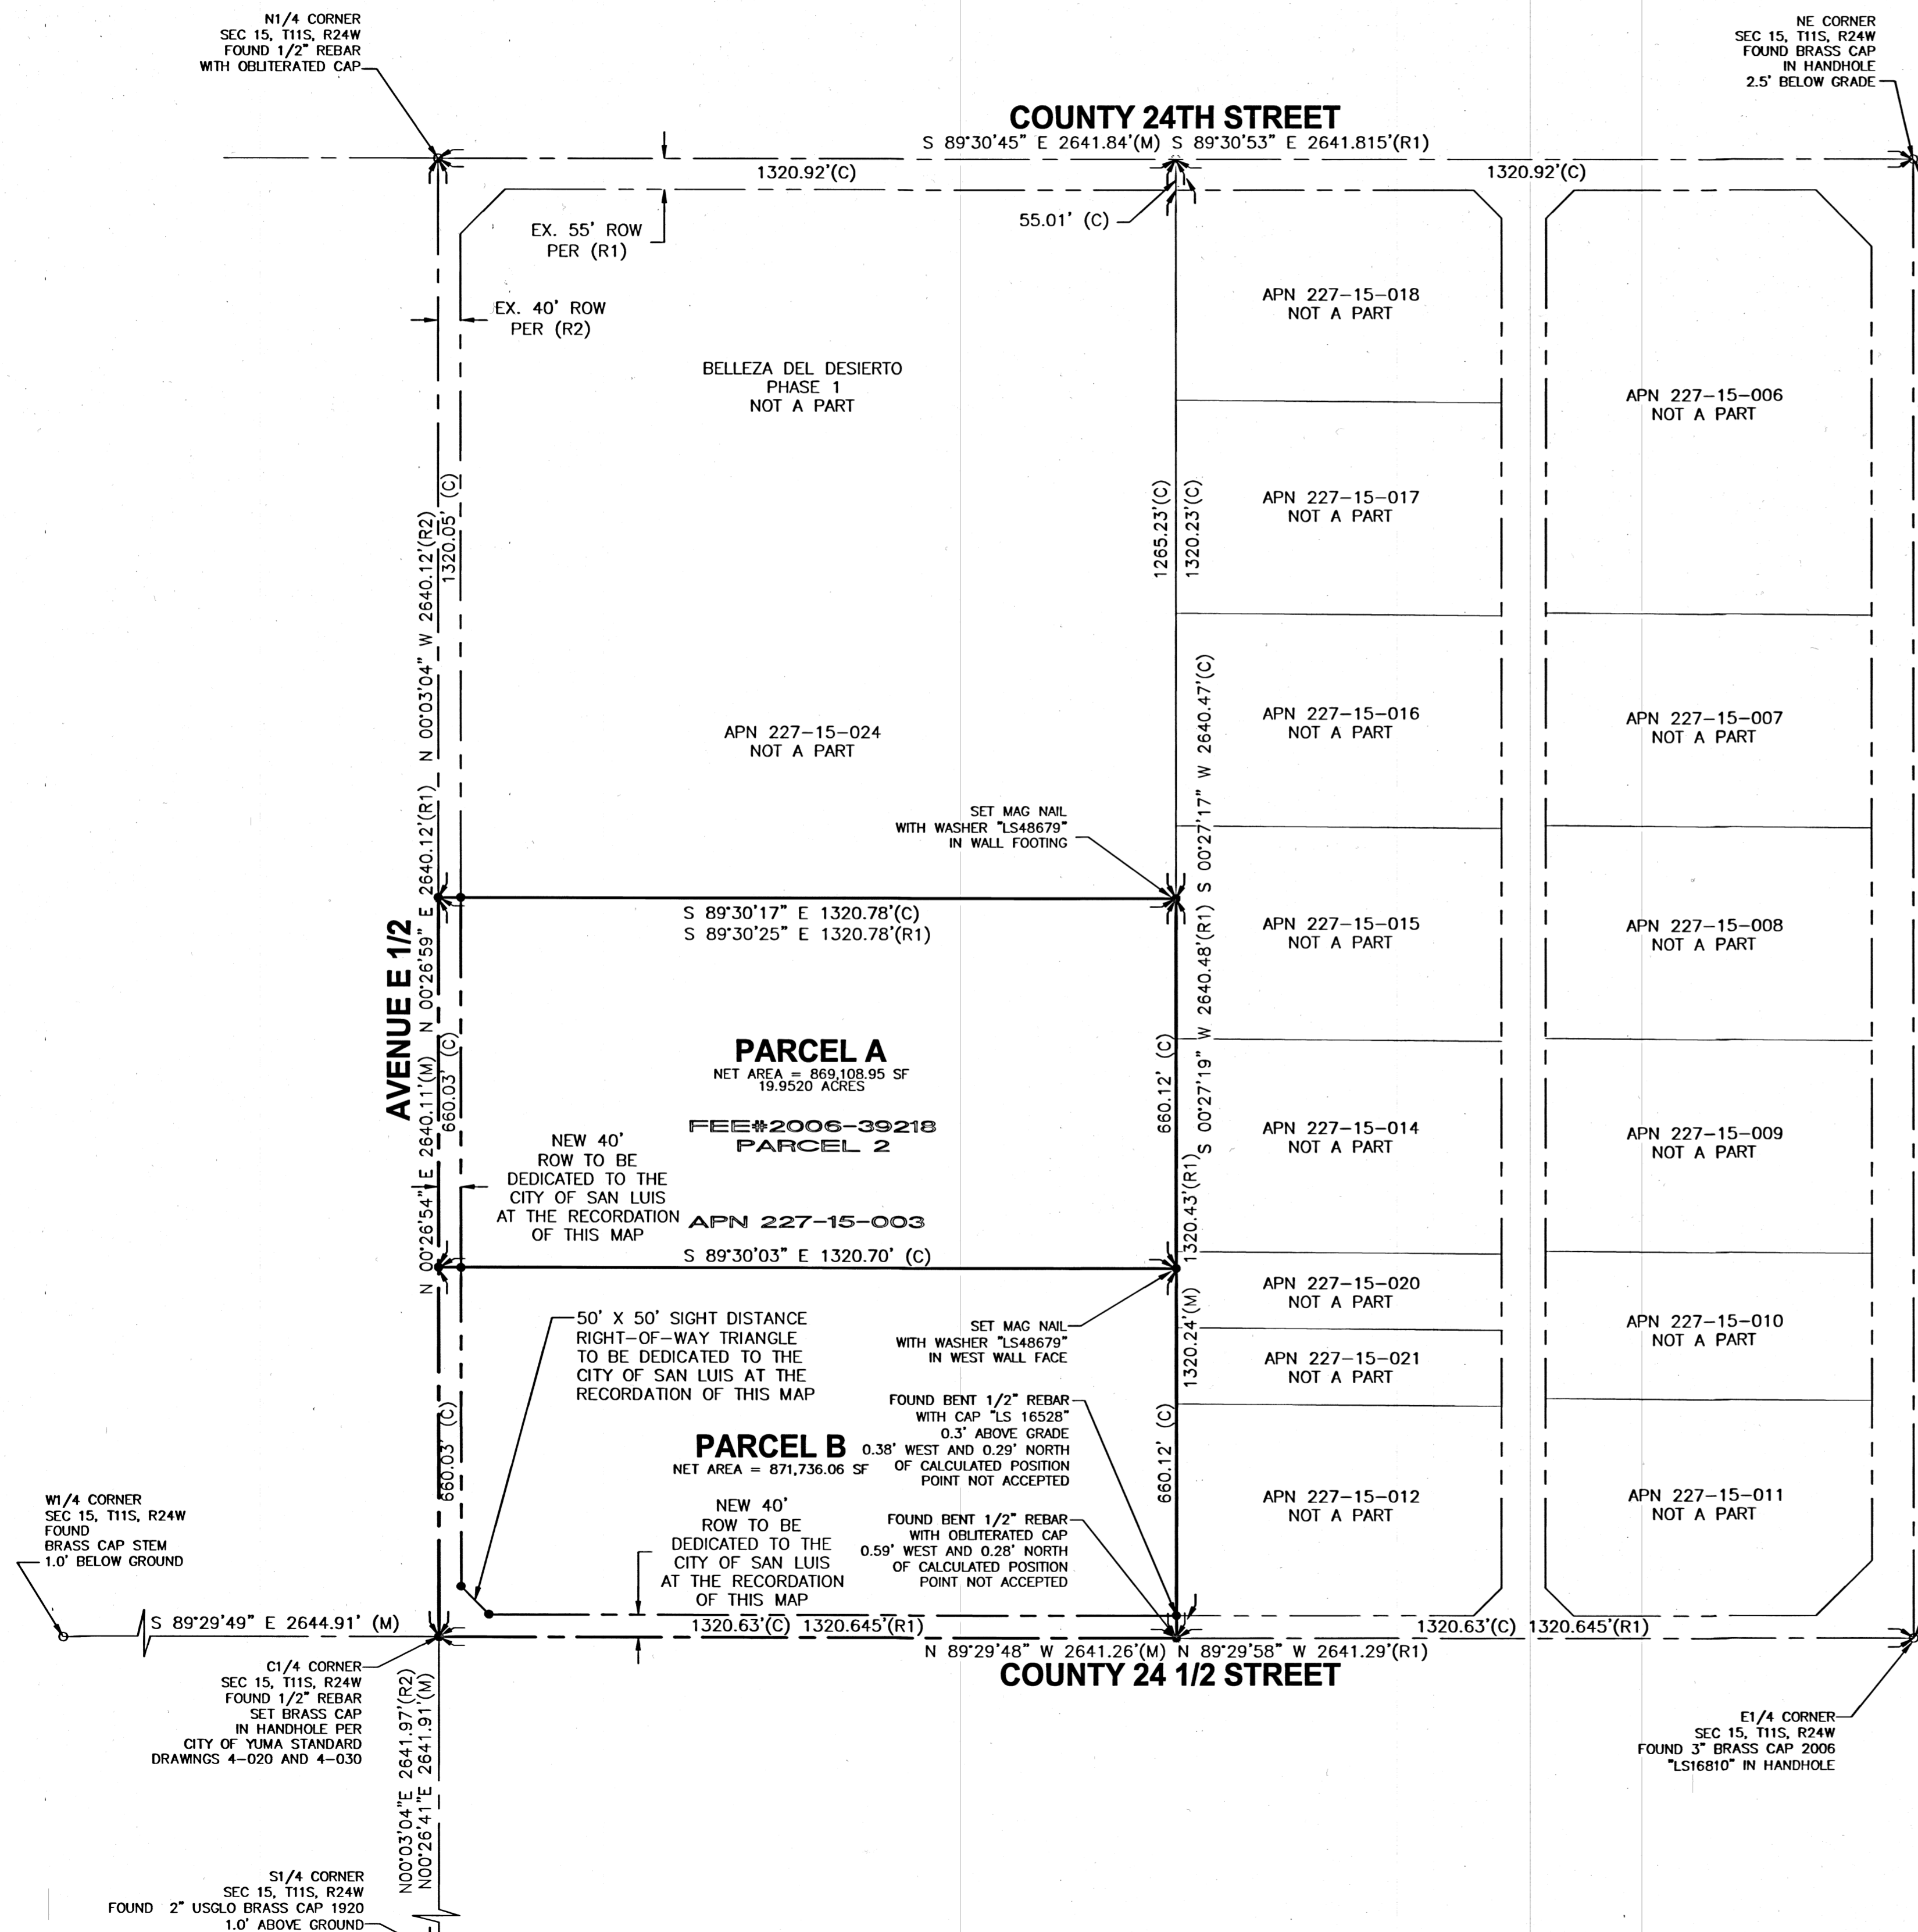 N1/4 CORNER
SEC 15, T11S, R24W
FOUND 1/2" REBAR
WITH OBLITERATED CAP
NE CORNER
SEC 15, T11S, R24W
FOUND BRASS CAP
IN HANDHOLE
2.5' BELOW GRADE
COUNTY 24TH STREET
S 89°30'45" E 2641.84'(M) S 89°30'53" E 2641.815'(R1)
1320.92'(C)
1320.92'(C)
55.01' (C)
EX. 55' ROW
PER (R1)
EX. 40' ROW
PER (R2)
BELLEZA DEL DESIERTO
PHASE 1
NOT A PART
APN 227-15-018
NOT A PART
APN 227-15-006
NOT A PART
APN 227-15-017
NOT A PART
1265.23'(C)
1320.23'(C)
1320.05' (C)
N 00°26'54" E 2640.11'(M) N 00°26'59" E 2640.12'(R1) N 00°03'04" W 2640.12'(R2)
S 00°27'19" W 2640.48'(R1) S 00°27'17" W 2640.47'(C)
APN 227-15-024
NOT A PART
APN 227-15-016
NOT A PART
APN 227-15-007
NOT A PART
SET MAG NAIL
WITH WASHER "LS48679"
IN WALL FOOTING
S 89°30'17" E 1320.78'(C)
S 89°30'25" E 1320.78'(R1)
APN 227-15-015
NOT A PART
APN 227-15-008
NOT A PART
AVENUE E 1/2
660.03' (C)
PARCEL A
NET AREA = 869,108.95 SF
19.9520 ACRES
FEE#2006-39218
PARCEL 2
APN 227-15-003
660.12' (C)
NEW 40'
ROW TO BE
DEDICATED TO THE
CITY OF SAN LUIS
AT THE RECORDATION
OF THIS MAP
APN 227-15-014
NOT A PART
APN 227-15-009
NOT A PART
S 89°30'03" E 1320.70' (C)
1320.24'(M) 1320.43'(R1)
APN 227-15-020
NOT A PART
APN 227-15-010
NOT A PART
50' X 50' SIGHT DISTANCE
RIGHT-OF-WAY TRIANGLE
TO BE DEDICATED TO THE
CITY OF SAN LUIS AT THE
RECORDATION OF THIS MAP
SET MAG NAIL
WITH WASHER "LS48679"
IN WEST WALL FACE
APN 227-15-021
NOT A PART
FOUND BENT 1/2" REBAR
WITH CAP "LS 16528"
0.3' ABOVE GRADE
0.38' WEST AND 0.29' NORTH
OF CALCULATED POSITION
POINT NOT ACCEPTED
660.03' (C)
PARCEL B
NET AREA = 871,736.06 SF
660.12' (C)
APN 227-15-012
NOT A PART
APN 227-15-011
NOT A PART
NEW 40'
ROW TO BE
DEDICATED TO THE
CITY OF SAN LUIS
AT THE RECORDATION
OF THIS MAP
FOUND BENT 1/2" REBAR
WITH OBLITERATED CAP
0.59' WEST AND 0.28' NORTH
OF CALCULATED POSITION
POINT NOT ACCEPTED
W1/4 CORNER
SEC 15, T11S, R24W
FOUND
BRASS CAP STEM
1.0' BELOW GROUND
S 89°29'49" E 2644.91' (M)
1320.63'(C) 1320.645'(R1)
1320.63'(C) 1320.645'(R1)
N 89°29'48" W 2641.26'(M) N 89°29'58" W 2641.29'(R1)
COUNTY 24 1/2 STREET
C1/4 CORNER
SEC 15, T11S, R24W
FOUND 1/2" REBAR
SET BRASS CAP
IN HANDHOLE PER
CITY OF YUMA STANDARD
DRAWINGS 4-020 AND 4-030
N00°03'04"E 2641.97'(R2)
N00°26'41"E 2641.91'(M)
E1/4 CORNER
SEC 15, T11S, R24W
FOUND 3" BRASS CAP 2006
"LS16810" IN HANDHOLE
S1/4 CORNER
SEC 15, T11S, R24W
FOUND 2" USGLO BRASS CAP 1920
1.0' ABOVE GROUND